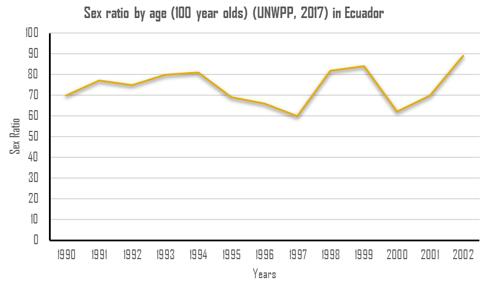 Sex ratio by age (100 year olds) (UNWPP, 2017) in Ecuador
100
90
80
70
60
50
40
30
20
10
0
Sex Ratio
1990 1991 1992 1993 1994 1995 1996 1997 1998 1999 2000 2001 2002
Years